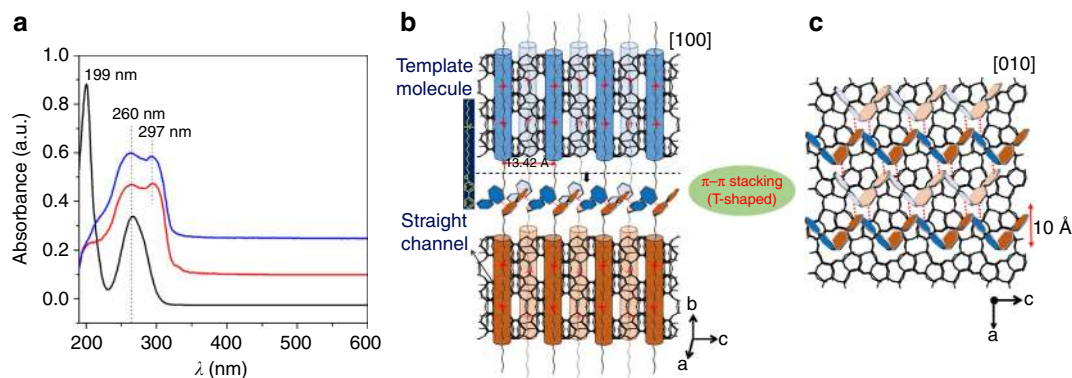 a
1.0
0.8
0.6
0.4
0.2
0.0
Absorbance (a.u.)
199 nm
260 nm
297 nm
200
300
400
500
600
λ (nm)
b
[100]
Template
molecule
13.42 Å
π–π stacking
(T-shaped)
Straight
channel
b
c
a
c
[010]
10 Å
c
a